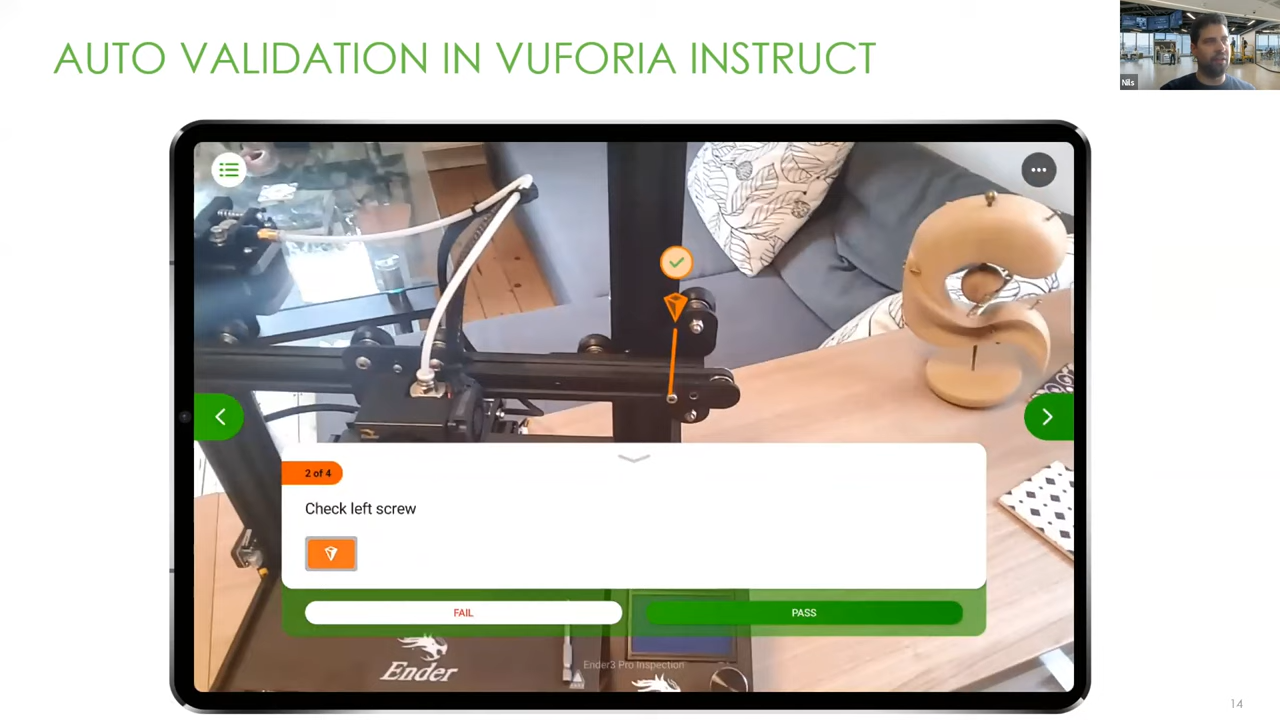 AUTO VALIDATION IN VUFORIA INSTRUCT
Nils
2 of 4
Check left screw
FAIL
PASS
Ender
Ender3 Pro Inspection
14